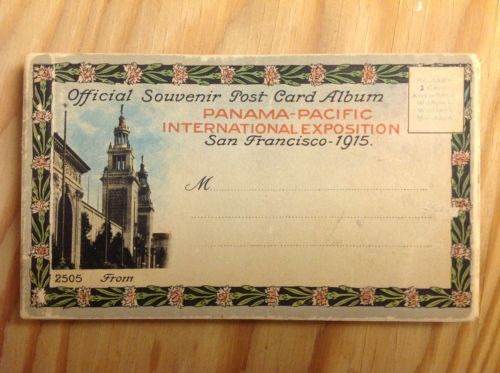 Official Souvenir Post Card Album
PANAMA-PACIFIC
INTERNATIONAL EXPOSITION
San Francisco-1915.
M
2505 From